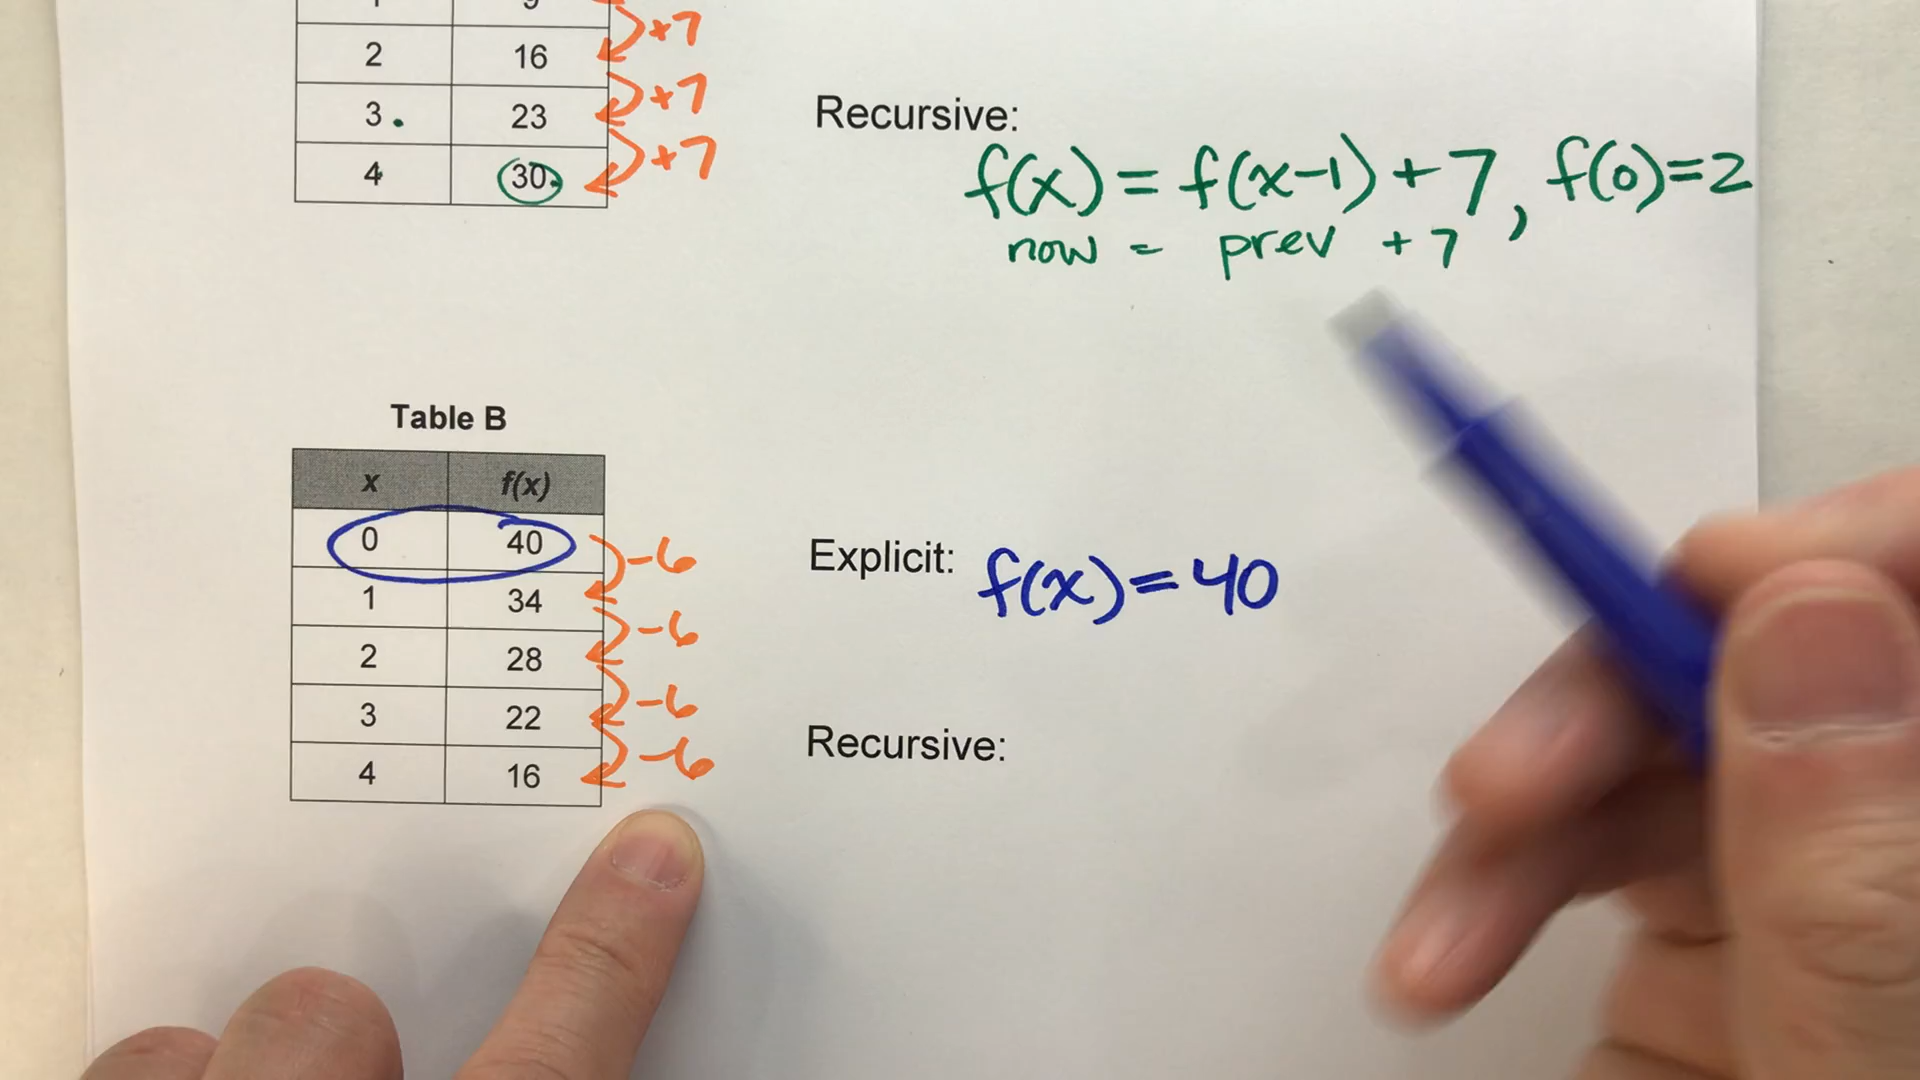 +7
2 16
+7
3. 23
+7
4 30
Recursive:
f(x) = f(x-1) + 7, f(0)=2
now = prev + 7
Table B
x f(x)
0 40
-6
1 34
-6
2 28
-6
3 22
-6
4 16
Explicit: f(x)=40
Recursive: